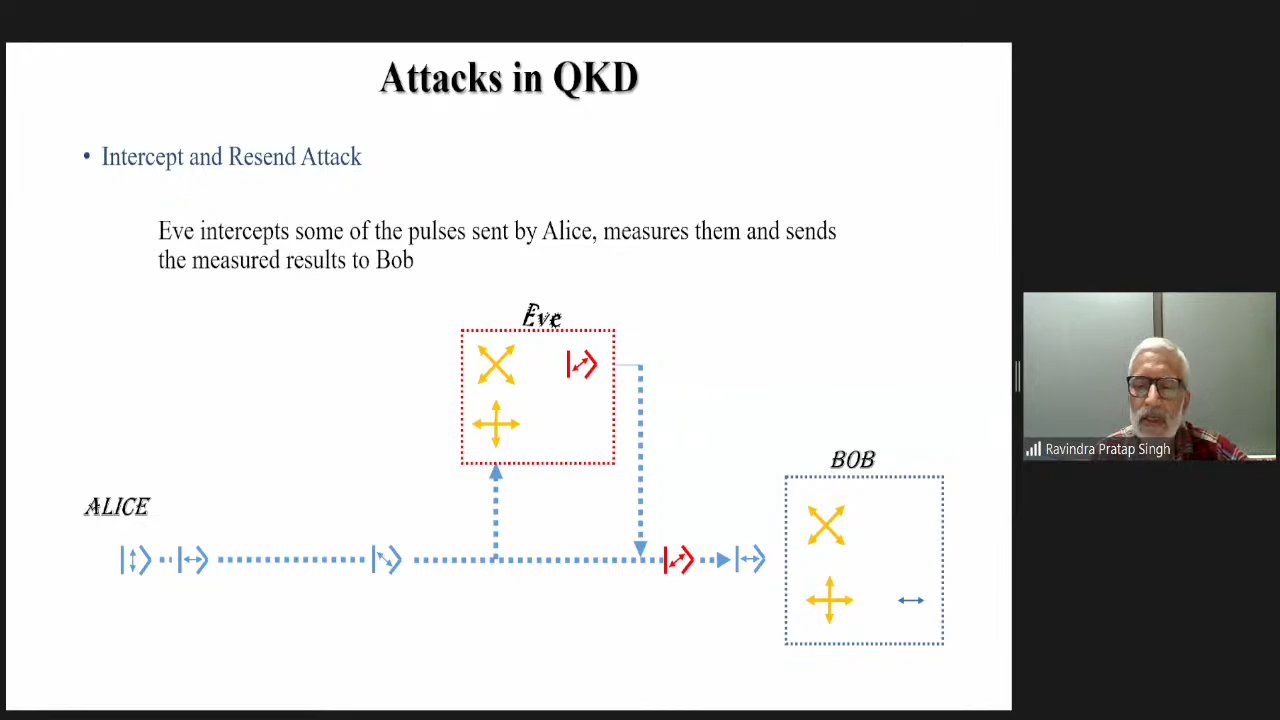 Attacks in QKD
• Intercept and Resend Attack
Eve intercepts some of the pulses sent by Alice, measures them and sends
the measured results to Bob
Eve
BOB
ALICE
Ravindra Pratap Singh